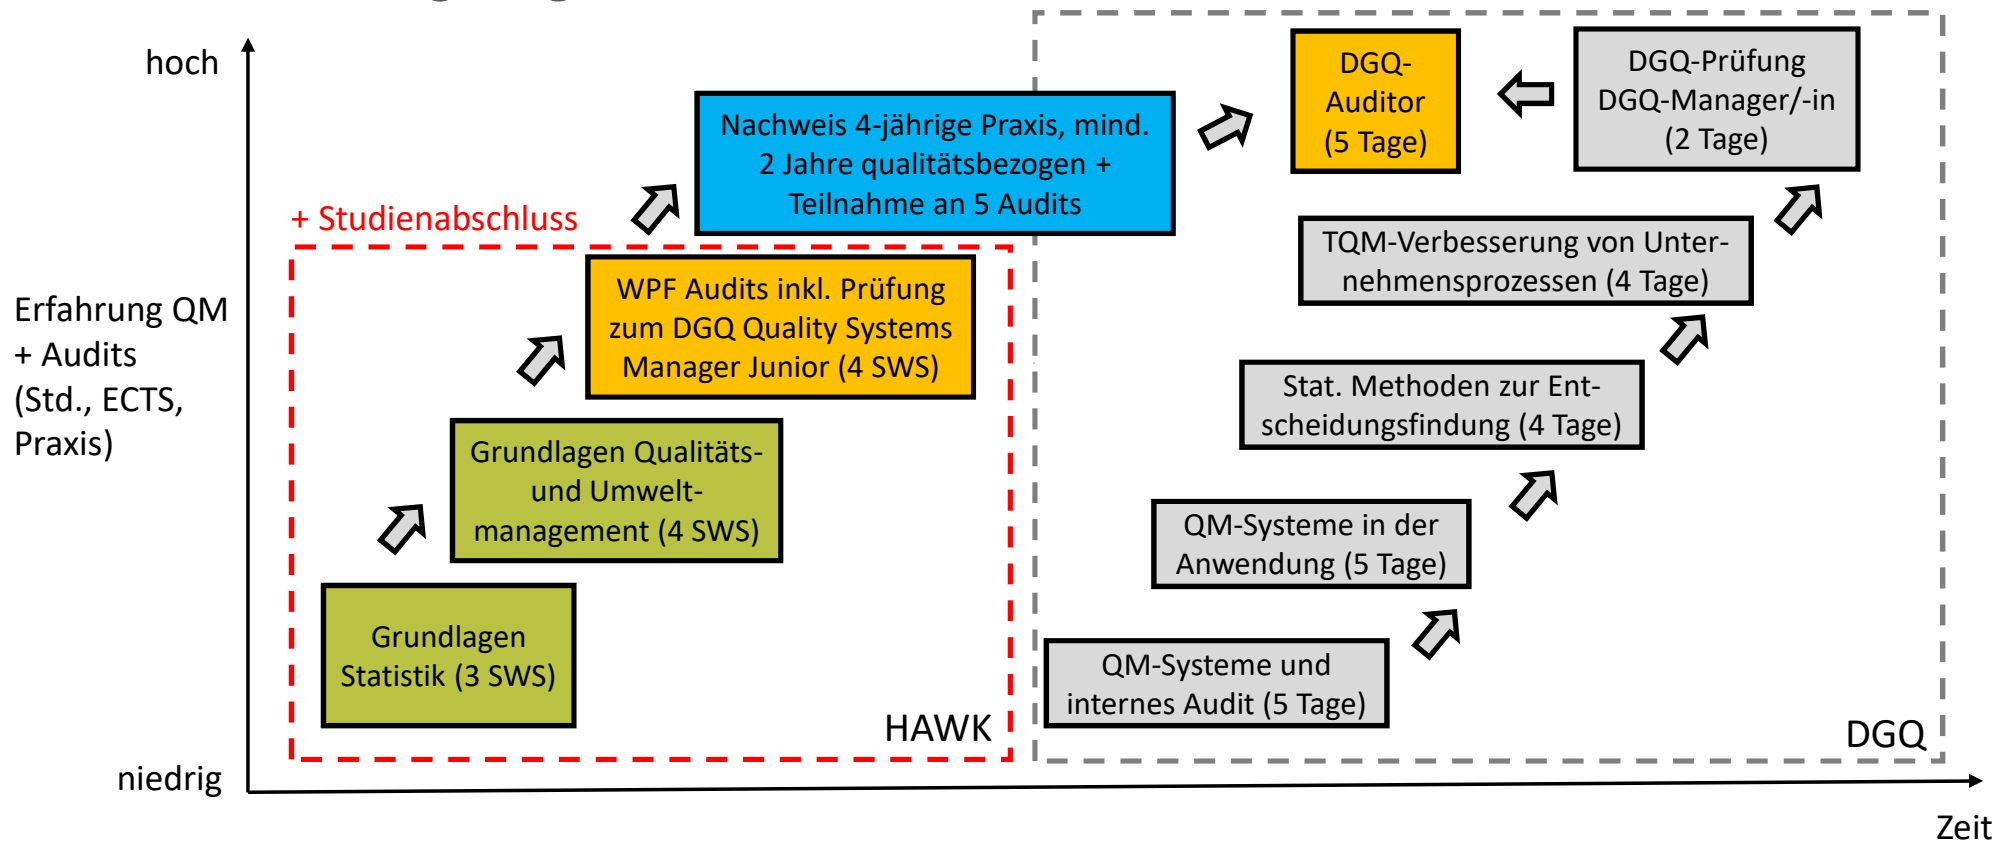 hoch
Erfahrung QM
+ Audits
(Std., ECTS,
Praxis)
niedrig
+ Studienabschluss
Grundlagen
Statistik (3 SWS)
Grundlagen Qualitäts-
und Umwelt-
management (4 SWS)
WPF Audits inkl. Prüfung
zum DGQ Quality Systems
Manager Junior (4 SWS)
HAWK
Nachweis 4-jährige Praxis, mind.
2 Jahre qualitätsbezogen +
Teilnahme an 5 Audits
DGQ-
Auditor
(5 Tage)
DGQ-Prüfung
DGQ-Manager/-in
(2 Tage)
TQM-Verbesserung von Unter-
nehmensprozessen (4 Tage)
Stat. Methoden zur Ent-
scheidungsfindung (4 Tage)
QM-Systeme in der
Anwendung (5 Tage)
QM-Systeme und
internes Audit (5 Tage)
DGQ
Zeit